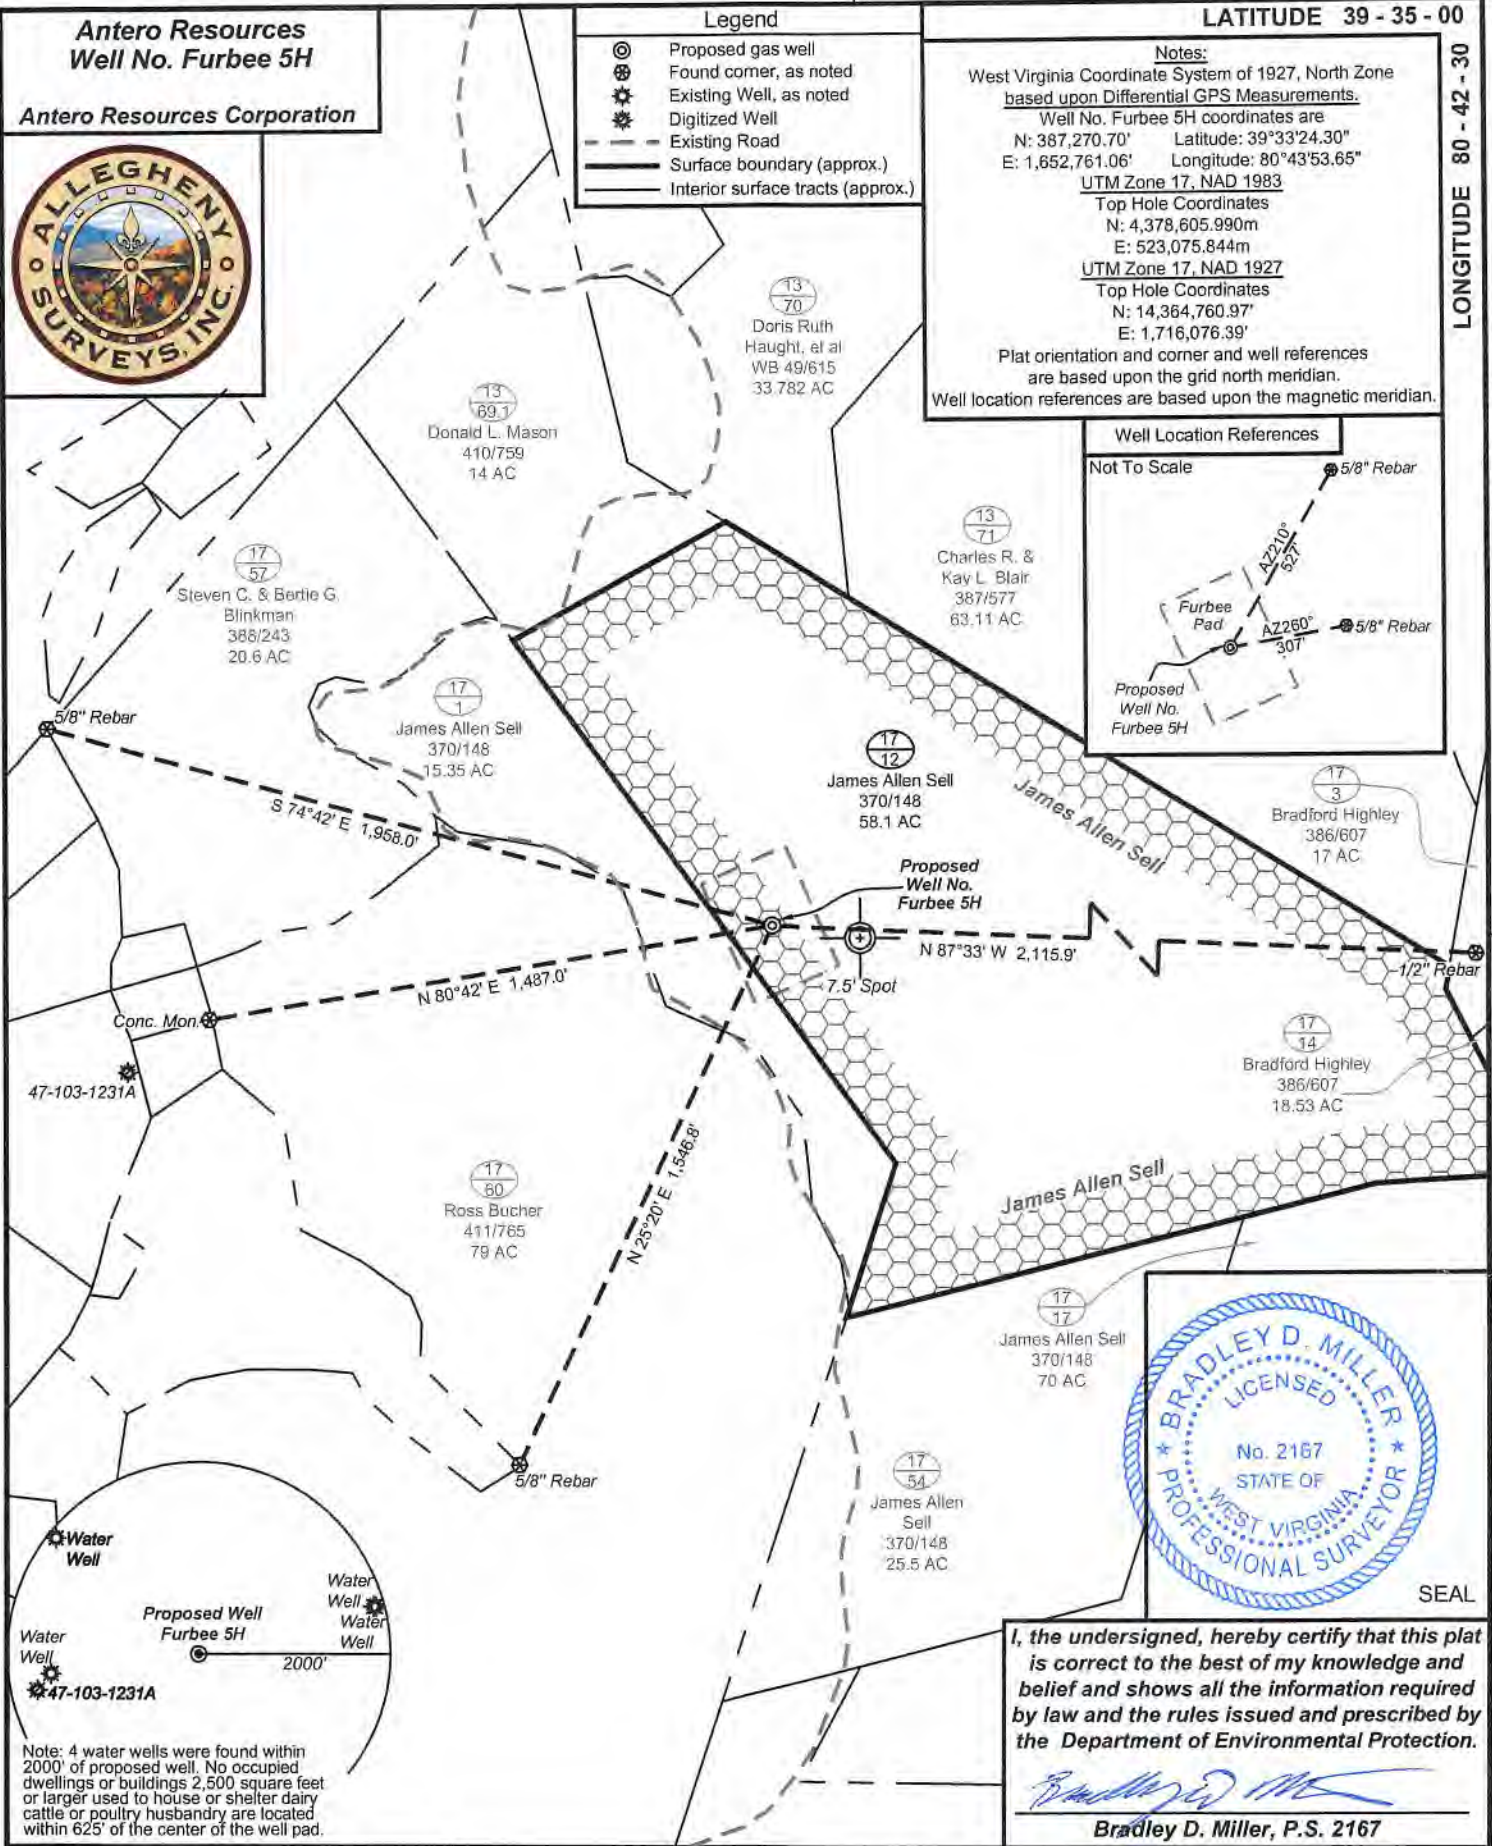 Antero Resources
Well No. Furbee 5H
Antero Resources Corporation
ALLEGHENY
SURVEYS, INC.
Legend
Proposed gas well
Found corner, as noted
Existing Well, as noted
Digitized Well
Existing Road
Surface boundary (approx.)
Interior surface tracts (approx.)
LATITUDE 39 - 35 - 00
LONGITUDE 80 - 42 - 30
Notes:
West Virginia Coordinate System of 1927, North Zone
based upon Differential GPS Measurements.
Well No. Furbee 5H coordinates are
N: 387,270.70' Latitude: 39°33'24.30"
E: 1,652,761.06' Longitude: 80°43'53.65"
UTM Zone 17, NAD 1983
Top Hole Coordinates
N: 4,378,605.990m
E: 523,075.844m
UTM Zone 17, NAD 1927
Top Hole Coordinates
N: 14,364,760.97'
E: 1,716,076.39'
Plat orientation and corner and well references
are based upon the grid north meridian.
Well location references are based upon the magnetic meridian.
Well Location References
Not To Scale
5/8" Rebar
AZ210°
527'
Furbee
Pad
AZ260°
307'
5/8" Rebar
Proposed
Well No.
Furbee 5H
13
70
Doris Ruth
Haught, et al
WB 49/615
33.782 AC
13
69.1
Donald L. Mason
410/759
14 AC
13
71
Charles R. &
Kay L. Blair
387/577
63.11 AC
17
57
Steven C. & Bertie G.
Blinkman
388/243
20.6 AC
17
1
James Allen Sell
370/148
15.35 AC
5/8" Rebar
S 74°42' E 1,958.0'
17
12
James Allen Sell
370/148
58.1 AC
James Allen Sell
17
3
Bradford Highley
386/607
17 AC
Proposed
Well No.
Furbee 5H
N 87°33' W 2,115.9'
1/2" Rebar
7.5' Spot
N 80°42' E 1,487.0'
Conc. Mon.
47-103-1231A
17
14
Bradford Highley
386/607
18.53 AC
17
60
Ross Bucher
411/765
79 AC
N 25°20' E 1,546.8'
James Allen Sell
17
17
James Allen Sell
370/148
70 AC
5/8" Rebar
17
54
James Allen
Sell
370/148
25.5 AC
BRADLEY D. MILLER
LICENSED
No. 2167
STATE OF
WEST VIRGINIA
PROFESSIONAL SURVEYOR
SEAL
Water
Well
Water
Well
Water
Well
Proposed Well
Furbee 5H
2000'
Water
Well
47-103-1231A
Note: 4 water wells were found within
2000' of proposed well. No occupied
dwellings or buildings 2,500 square feet
or larger used to house or shelter dairy
cattle or poultry husbandry are located
within 625' of the center of the well pad.
I, the undersigned, hereby certify that this plat
is correct to the best of my knowledge and
belief and shows all the information required
by law and the rules issued and prescribed by
the Department of Environmental Protection.
Bradley D. Miller, P.S. 2167